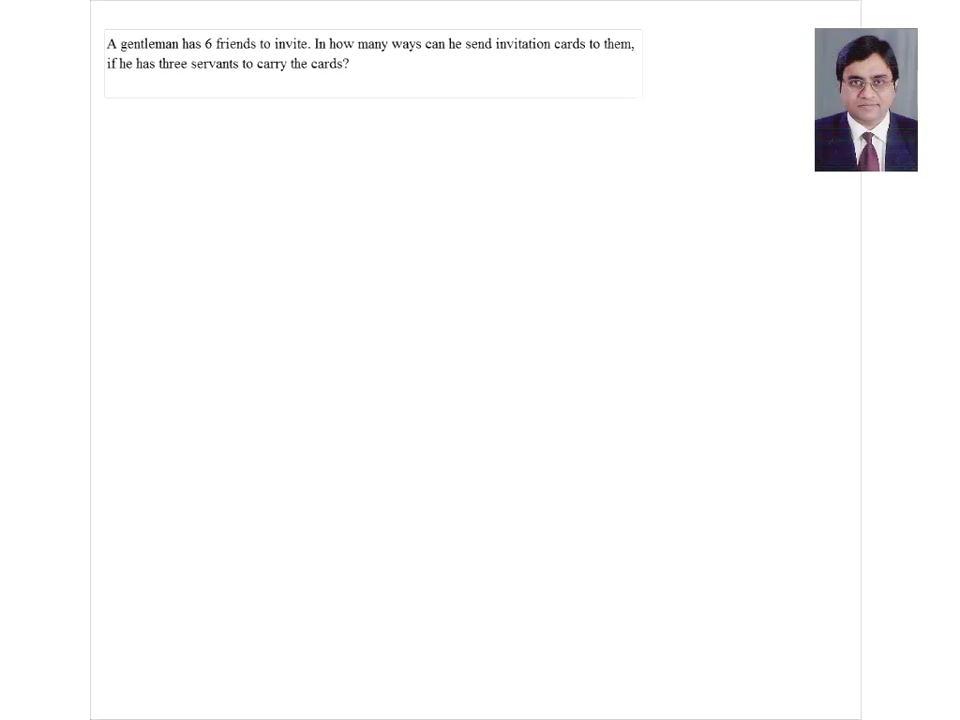 A gentleman has 6 friends to invite. In how many ways can he send invitation cards to them,
if he has three servants to carry the cards?